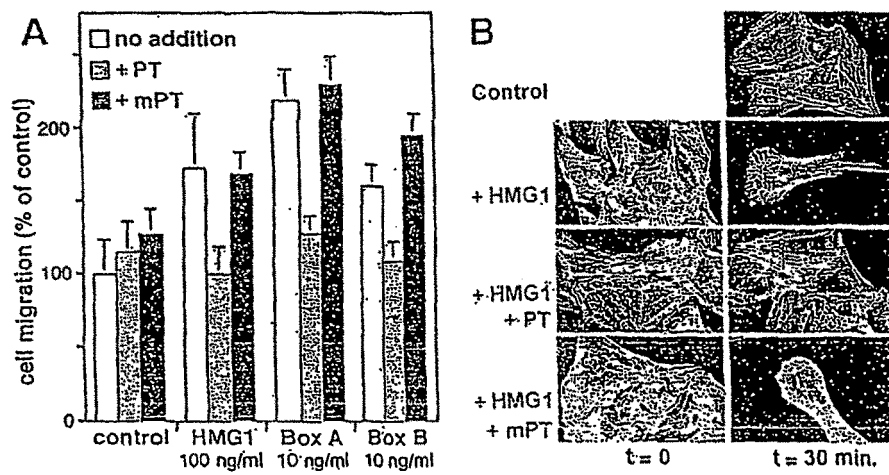 A
no addition
+ PT
+ mPT
cell migration (% of control)
200
100
0
control
HMG1
100 ng/ml
Box A
10 ng/ml
Box B
10 ng/ml
B
Control
+ HMG1
+ HMG1
+ PT
+ HMG1
+ mPT
t = 0
t = 30 min.